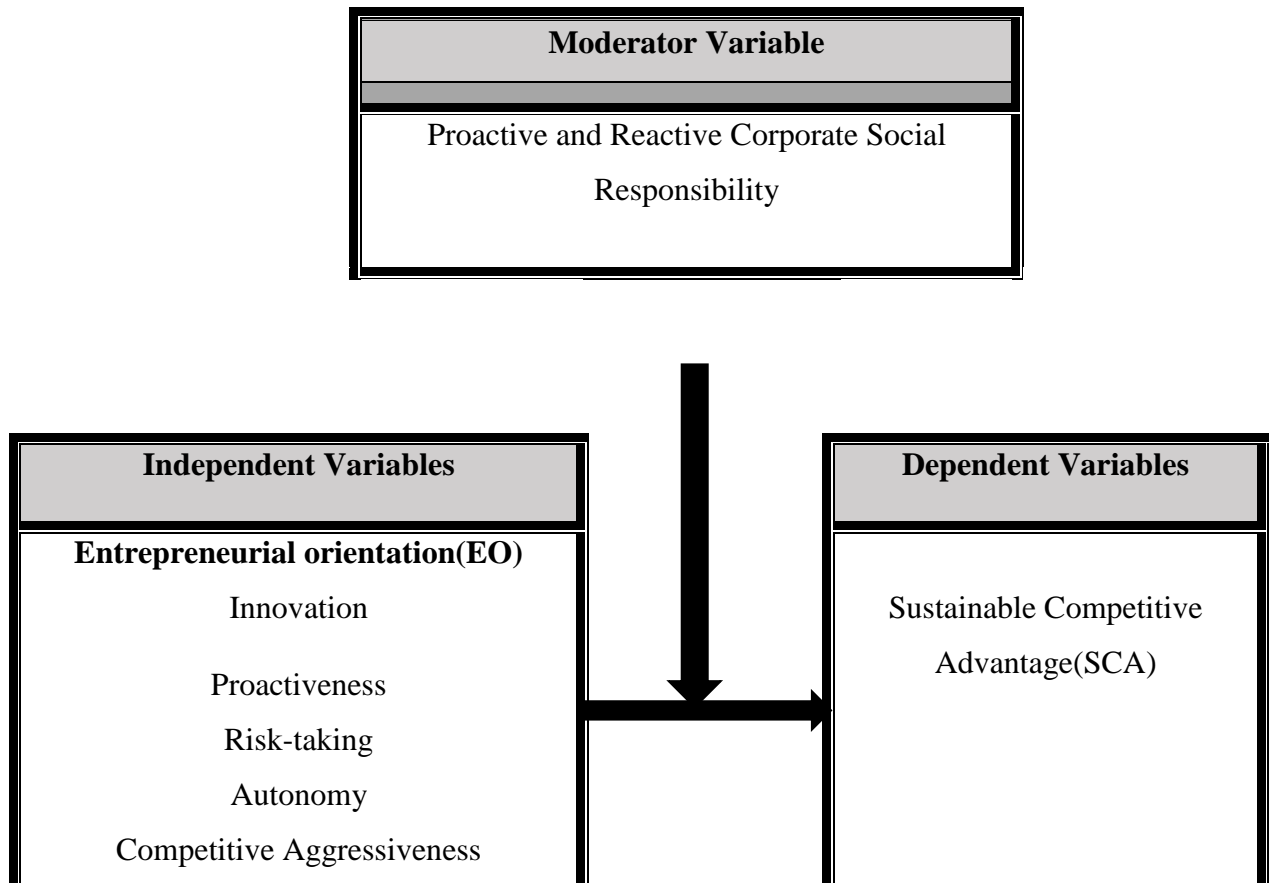 Moderator Variable
Proactive and Reactive Corporate Social
Responsibility
Independent Variables
Entrepreneurial orientation(EO)
Innovation
Proactiveness
Risk-taking
Autonomy
Competitive Aggressiveness
Dependent Variables
Sustainable Competitive
Advantage(SCA)